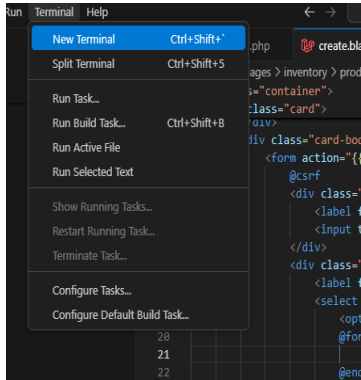 Run Terminal Help
New Terminal Ctrl+Shift+`
Split Terminal Ctrl+Shift+5
Run Task...
Run Build Task... Ctrl+Shift+B
Run Active File
Run Selected Text
Show Running Tasks...
Restart Running Task...
Terminate Task...
Configure Tasks...
Configure Default Build Task...
.php create.bla
ages > inventory > prod
="container">
class="card">
div>
div class="card-bod
<form action="{{
@csrf
<div class="
<label f
<input t
</div>
<div class="
<label f
<select
<opt
20 @for
21
22 @end